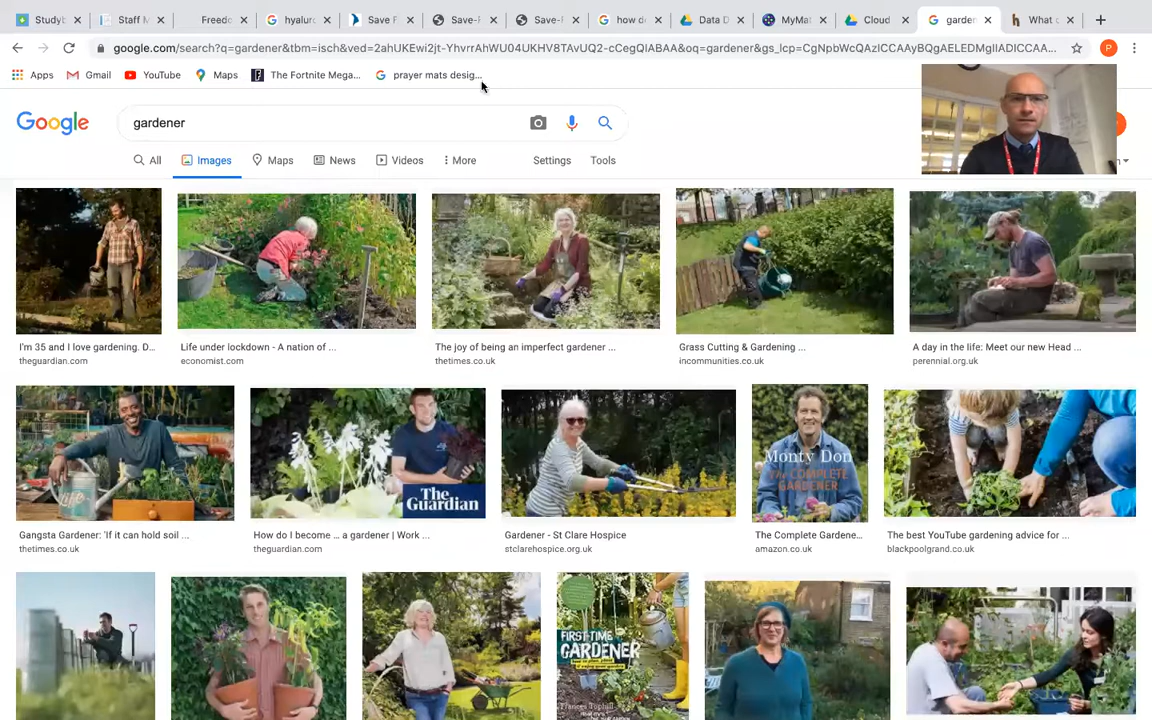 Studyb
Staff M
Freedo
hyaluro
Save F
Save-F
Save-F
how do
Data D
MyMat
Cloud
garden
What c
google.com/search?q=gardener&tbm=isch&ved=2ahUKEwi2jt-YhvrrAhWU04UKHV8TAvUQ2-cCegQIABAA&oq=gardener&gs_lcp=CgNpbWcQAzICCAAyBQgAELEDMgIIADICCAA...
P
Apps
Gmail
YouTube
Maps
The Fortnite Mega...
prayer mats desig...
Google
gardener
All
Images
Maps
News
Videos
More
Settings
Tools
I'm 35 and I love gardening. D...
theguardian.com
Life under lockdown - A nation of ...
economist.com
The joy of being an imperfect gardener ...
thetimes.co.uk
Grass Cutting & Gardening ...
incommunities.co.uk
A day in the life: Meet our new Head ...
perennial.org.uk
life
The
Guardian
Monty Don
THE COMPLETE
GARDENER
Gangsta Gardener: 'If it can hold soil ...
thetimes.co.uk
How do I become … a gardener | Work ...
theguardian.com
Gardener - St Clare Hospice
stclarehospice.org.uk
The Complete Gardene...
amazon.co.uk
The best YouTube gardening advice for ...
blackpoolgrand.co.uk
FIRST-TIME
GARDENER
Frances Tophill